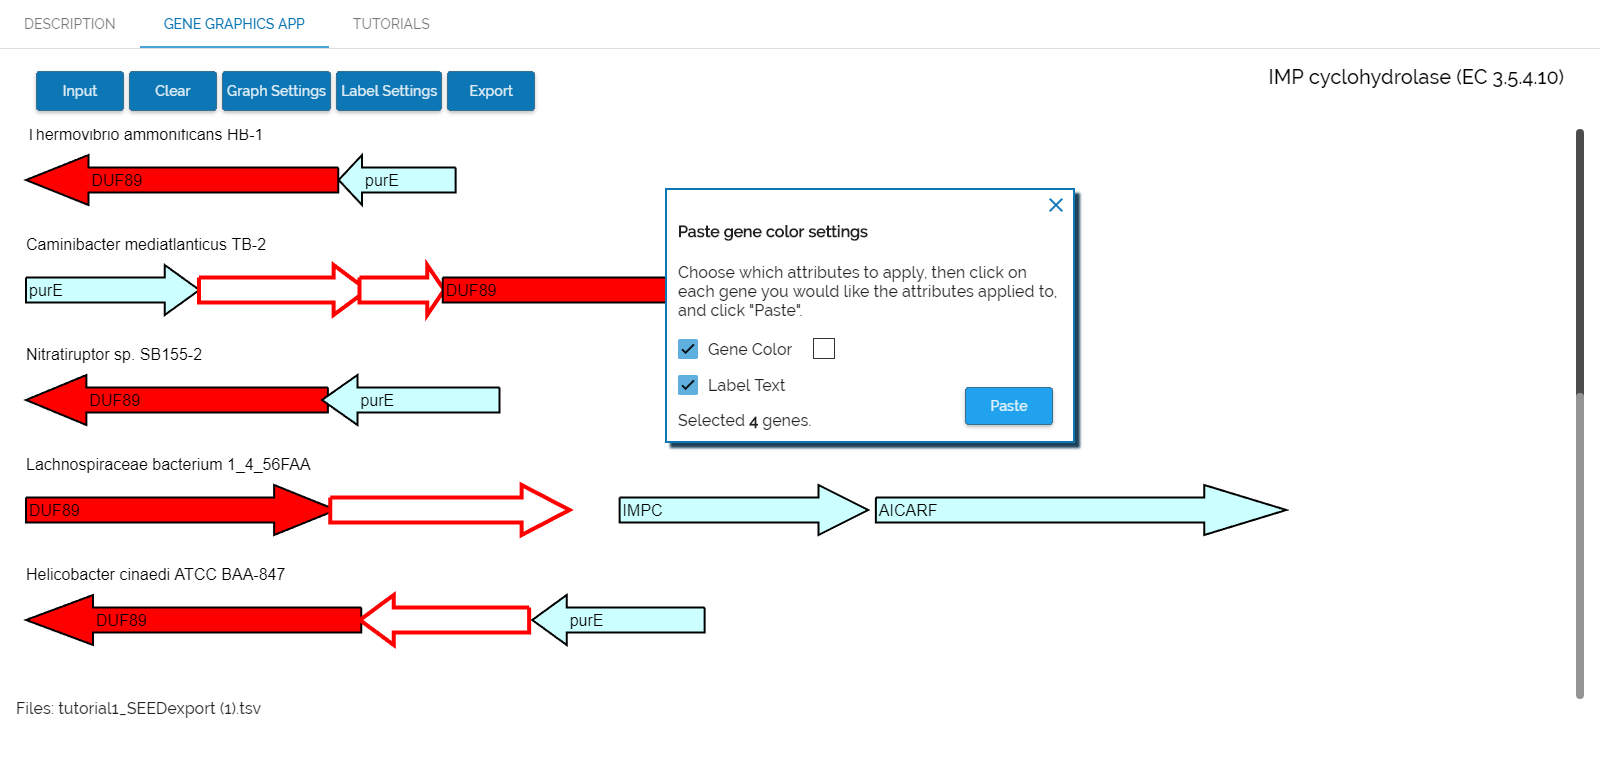 DESCRIPTION
GENE GRAPHICS APP
TUTORIALS
Input
Clear
Graph Settings
Label Settings
Export
IMP cyclohydrolase (EC 3.5.4.10)
Thermovibrio ammonificans HB-1
DUF89
purE
Caminibacter mediatlanticus TB-2
purE
DUF89
Paste gene color settings
Choose which attributes to apply, then click on
each gene you would like the attributes applied to,
and click "Paste".
Gene Color
Label Text
Selected 4 genes.
Paste
Nitratiruptor sp. SB155-2
DUF89
purE
Lachnospiraceae bacterium 1_4_56FAA
DUF89
IMPC
AICARF
Helicobacter cinaedi ATCC BAA-847
DUF89
purE
Files: tutorial1_SEEDexport (1).tsv